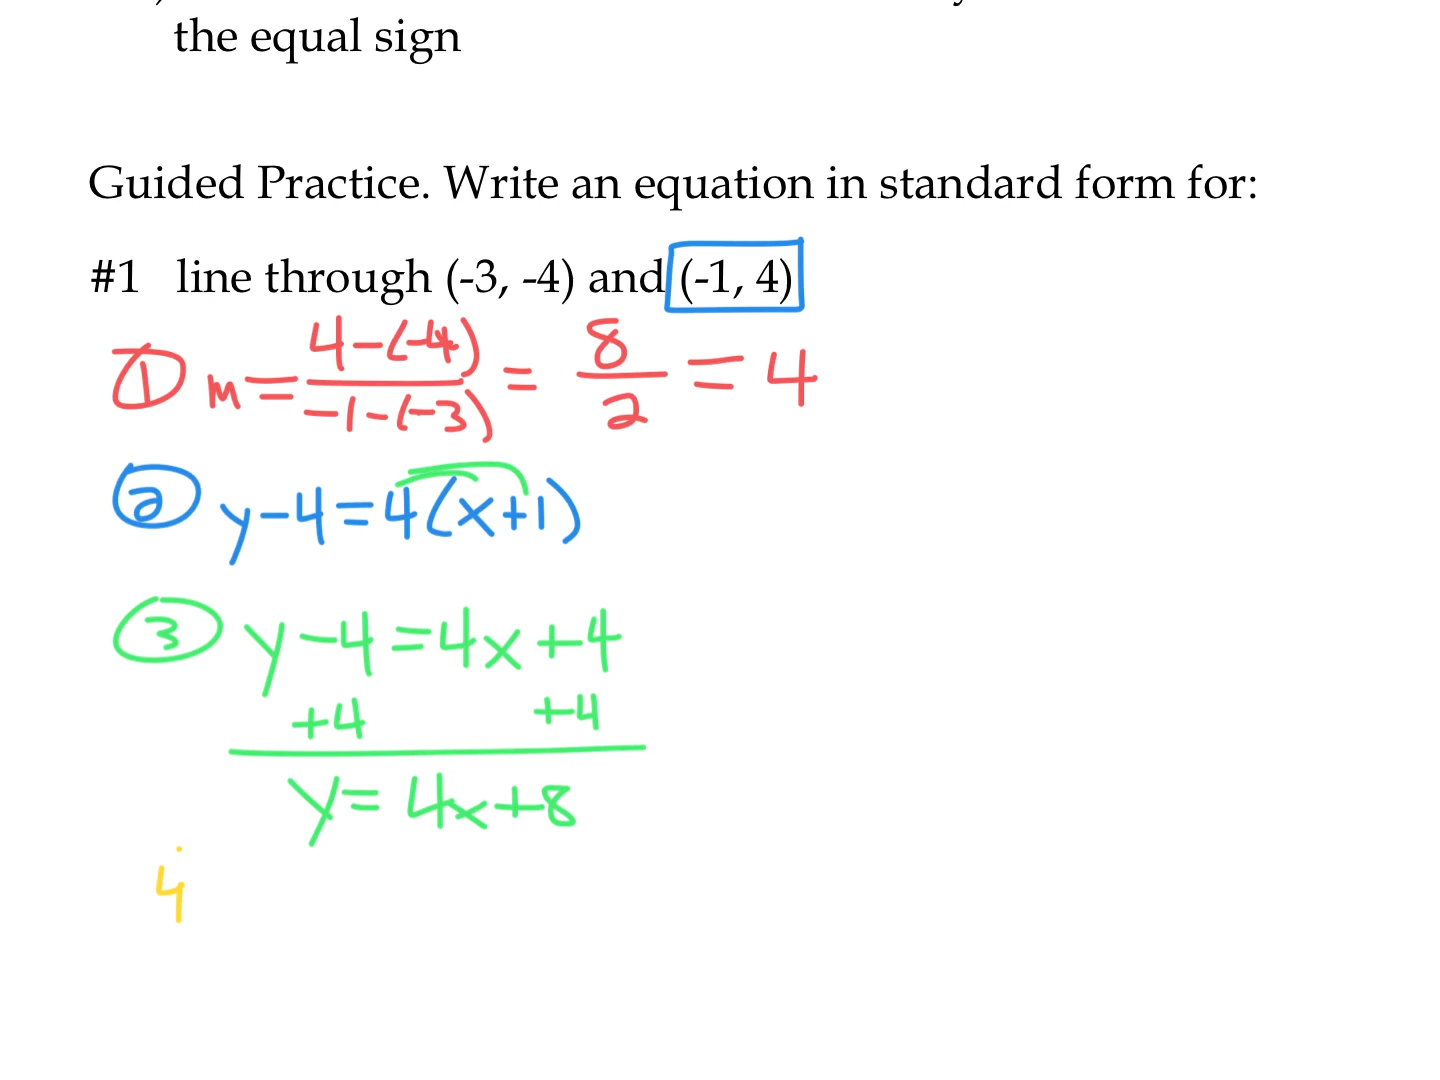 the equal sign
Guided Practice. Write an equation in standard form for:
#1 line through (-3, -4) and (-1, 4)
① m = 4-(-4) / -1-(-3) = 8/2 = 4
② y-4=4(x+1)
③ y-4=4x+4
+4 +4
y=4x+8
4